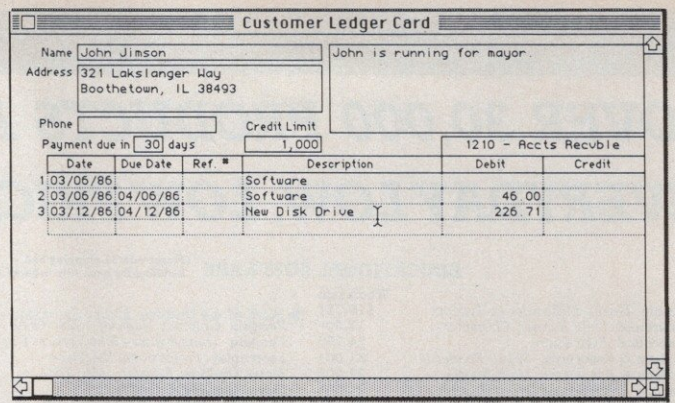 Customer Ledger Card
Name John Jimson
John is running for mayor.
Address 321 Lakslanger Way
Boothetown, IL 38493
Phone
Credit Limit
Payment due in 30 days 1,000 1210 - Accts Recvble
Date Due Date Ref. # Description Debit Credit
1 03/06/86 Software
2 03/06/86 04/06/86 Software 46.00
3 03/12/86 04/12/86 New Disk Drive 226.71